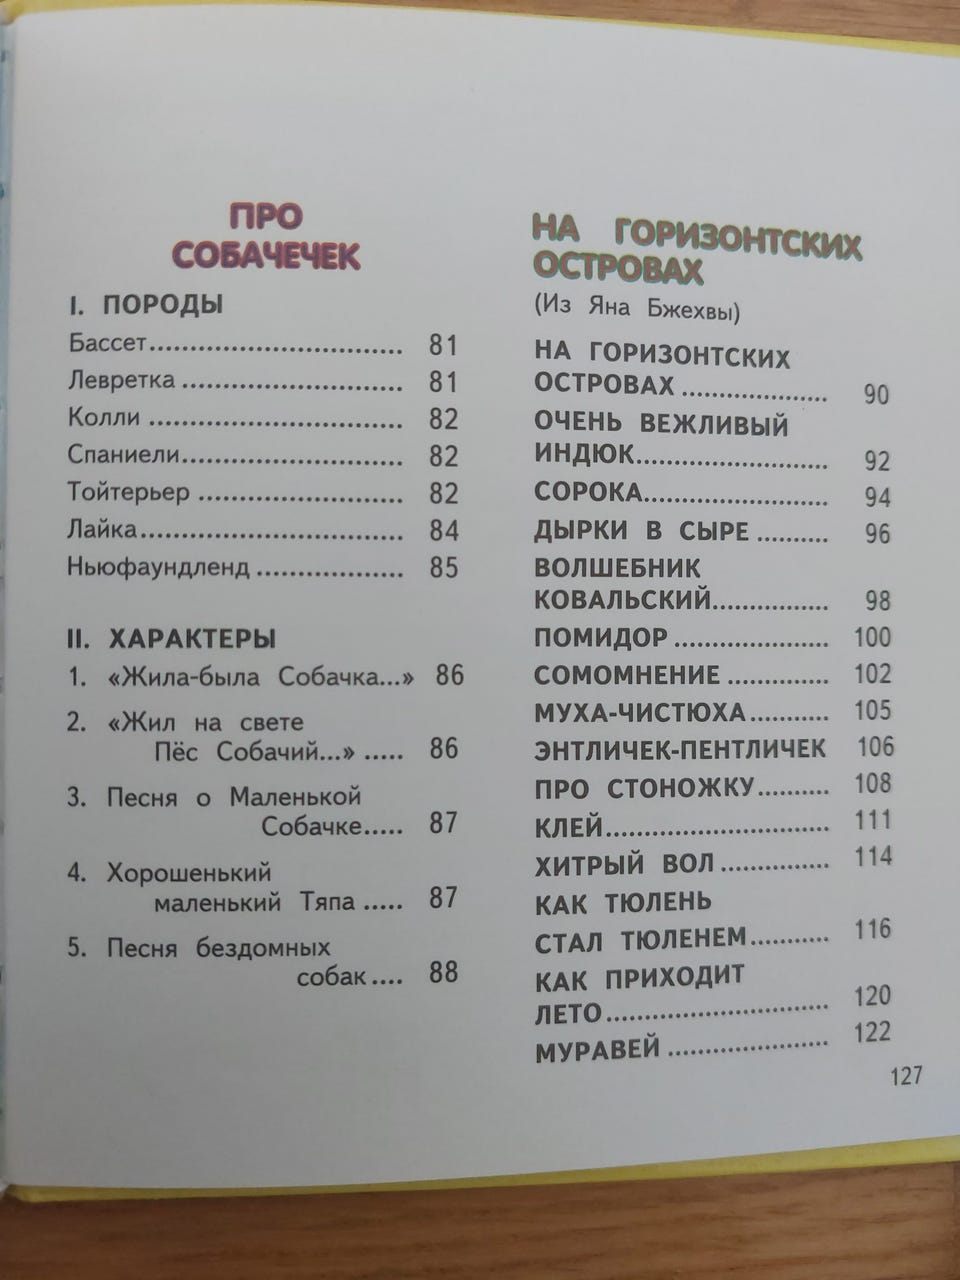 ПРО
СОБАЧЕЧЕК
I. ПОРОДЫ
Бассет.............................. 81
Левретка .......................... 81
Колли .............................. 82
Спаниели.......................... 82
Тойтерьер ........................ 82
Лайка............................... 84
Ньюфаундленд ................. 85
II. ХАРАКТЕРЫ
1. «Жила-была Собачка...» 86
2. «Жил на свете
Пёс Собачий...» ..... 86
3. Песня о Маленькой
Собачке..... 87
4. Хорошенький
маленький Тяпа ..... 87
5. Песня бездомных
собак .... 88
НА ГОРИЗОНТСКИХ
ОСТРОВАХ
(Из Яна Бжехвы)
НА ГОРИЗОНТСКИХ
ОСТРОВАХ .................. 90
ОЧЕНЬ ВЕЖЛИВЫЙ
ИНДЮК....................... 92
СОРОКА...................... 94
ДЫРКИ В СЫРЕ ......... 96
ВОЛШЕБНИК
КОВАЛЬСКИЙ.............. 98
ПОМИДОР ................... 100
СОМОМНЕНИЕ ............ 102
МУХА-ЧИСТЮХА.......... 105
ЭНТЛИЧЕК-ПЕНТЛИЧЕК 106
ПРО СТОНОЖКУ......... 108
КЛЕЙ........................... 111
ХИТРЫЙ ВОЛ ............. 114
КАК ТЮЛЕНЬ
СТАЛ ТЮЛЕНЕМ.......... 116
КАК ПРИХОДИТ
ЛЕТО........................... 120
МУРАВЕЙ .................... 122
127